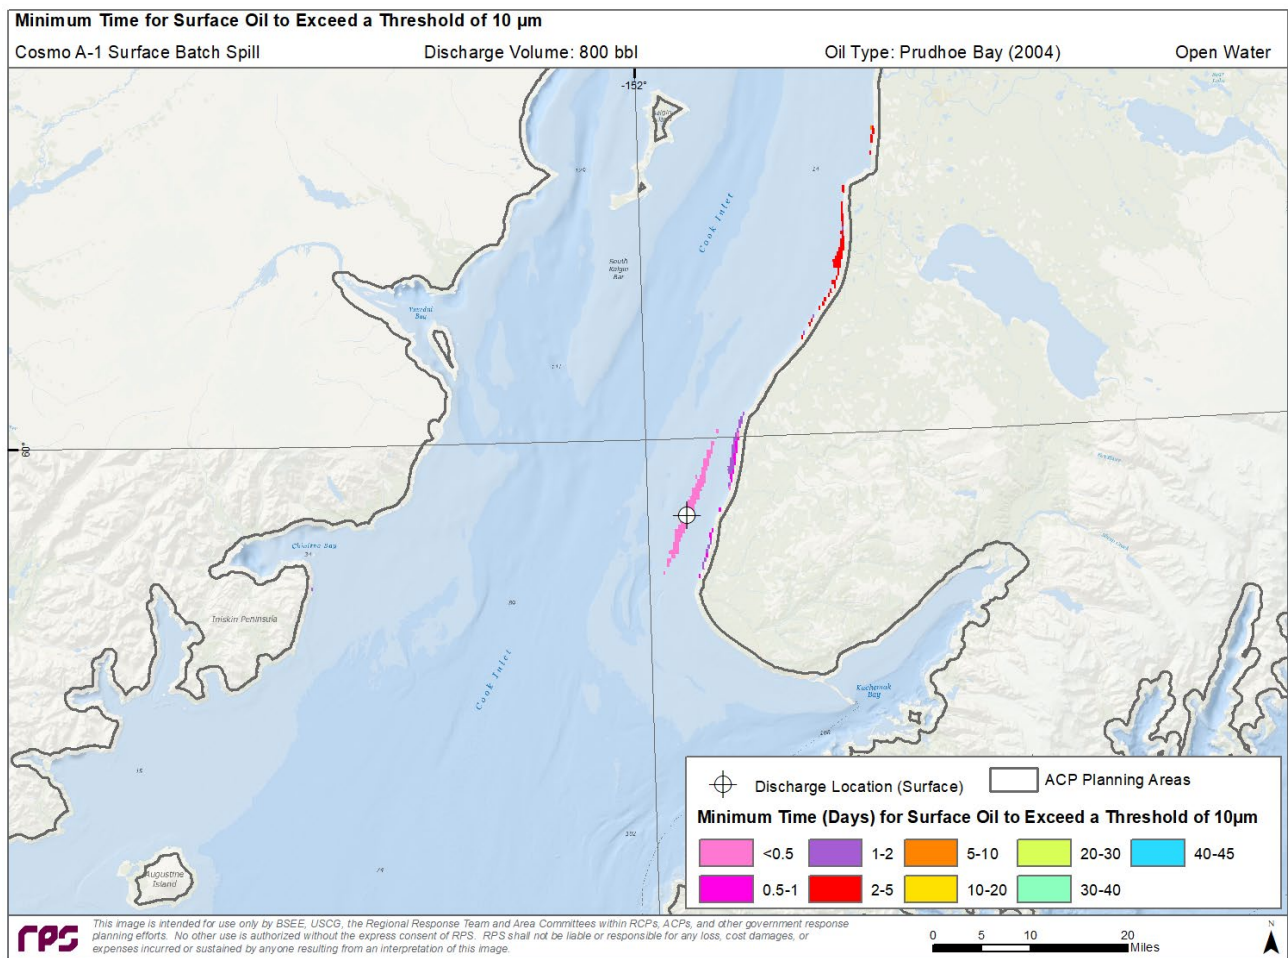 Minimum Time for Surface Oil to Exceed a Threshold of 10 µm
Cosmo A-1 Surface Batch Spill Discharge Volume: 800 bbl Oil Type: Prudhoe Bay (2004) Open Water
-152°
Cook Inlet
South
Kalgin
Bar
60°
Chinitna Bay
Iniskin Peninsula
Cook Inlet
Kachemak
Bay
Augustine
Island
Discharge Location (Surface) ACP Planning Areas
Minimum Time (Days) for Surface Oil to Exceed a Threshold of 10µm
<0.5 1-2 5-10 20-30 40-45
0.5-1 2-5 10-20 30-40
RPS
This image is intended for use only by BSEE, USCG, the Regional Response Team and Area Committees within RCPs, ACPs, and other government response
planning efforts. No other use is authorized without the express consent of RPS. RPS shall not be liable or responsible for any loss, cost damages, or
expenses incurred or sustained by anyone resulting from an interpretation of this image.
0 5 10 20
Miles
N